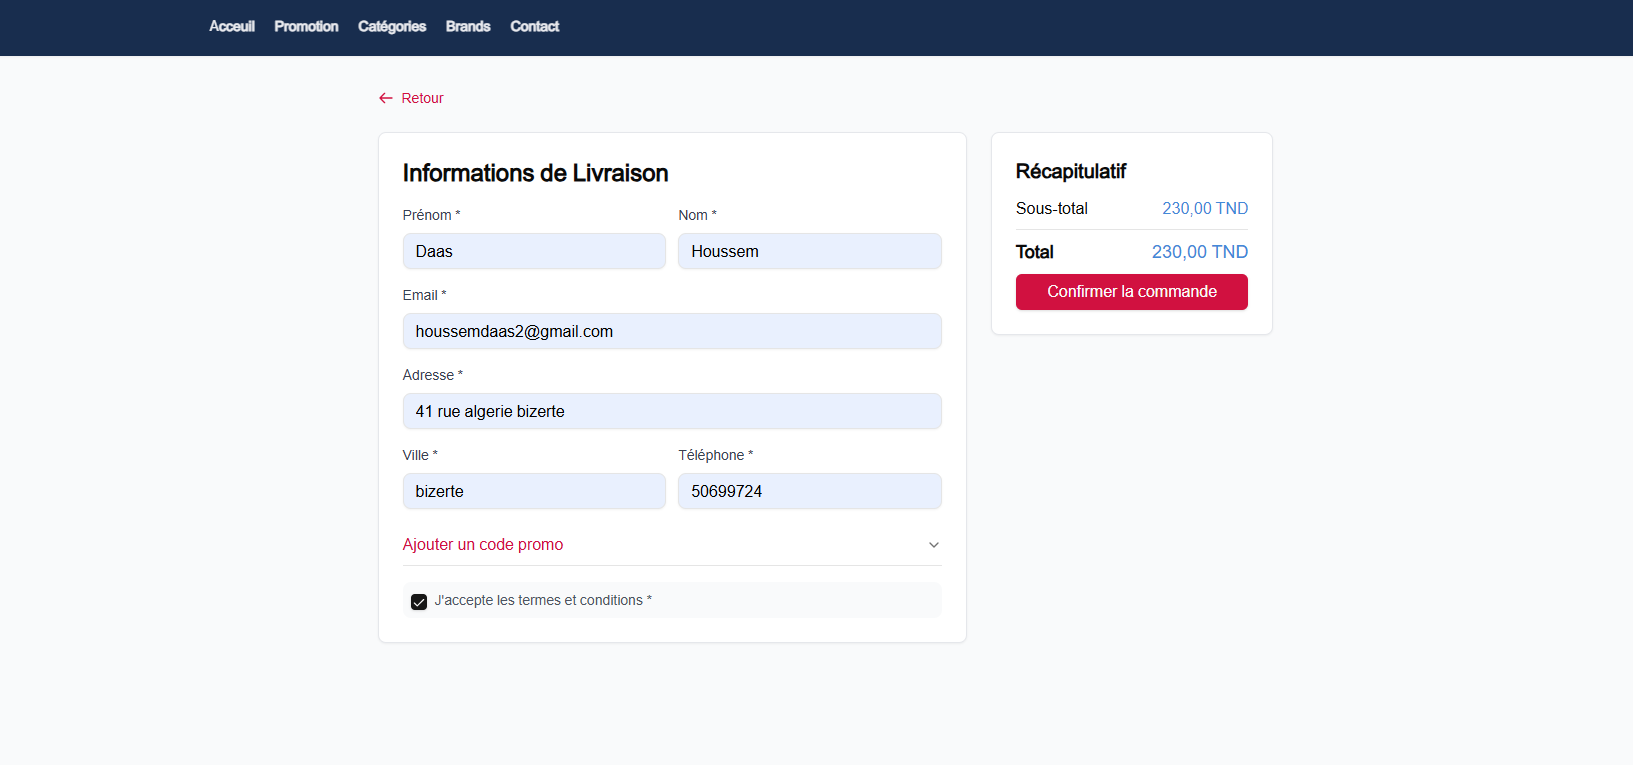 Acceuil Promotion Catégories Brands Contact
← Retour
Informations de Livraison
Prénom * Nom *
Daas Houssem
Email *
houssemdaas2@gmail.com
Adresse *
41 rue algerie bizerte
Ville * Téléphone *
bizerte 50699724
Ajouter un code promo
J'accepte les termes et conditions *
Récapitulatif
Sous-total 230,00 TND
Total 230,00 TND
Confirmer la commande